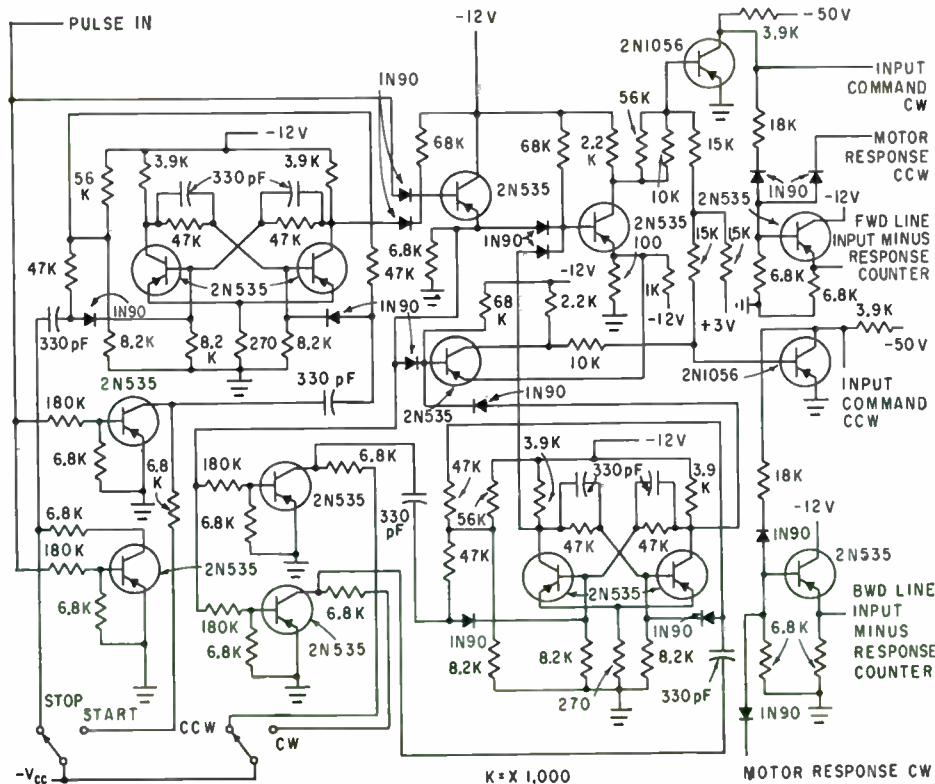 PULSE IN
-12V
-50V
3.9K
2N1056
INPUT
COMMAND
CW
1N90
56K
68K
68K
2.2
K
15K
18K
MOTOR
RESPONSE
CCW
-12V
56
K
3.9K
3.9K
330pF
47K
47K
2N535
10K
1N90
2N535
-12V
2N535
100
15K
15K
FWD LINE
INPUT MINUS
RESPONSE
COUNTER
47K
2N535
47K
6.8K
1N90
-12V
1K
-12V
+3V
6.8K
6.8K
3.9K
-50V
1N90
330pF
8.2K
8.2
K
270
8.2K
1N90
68
K
2.2K
10K
2N1056
INPUT
COMMAND
CCW
2N535
330pF
2N535
1N90
180K
6.8K
6.8
K
180K
6.8K
2N535
6.8K
330
pF
47K
56K
47K
3.9K
-12V
330pF
3.9
K
47K
47K
18K
1N90
-12V
2N535
6.8K
180K
2N535
6.8K
180K
6.8K
2N535
6.8K
2N535
1N90
1N90
8.2K
8.2K
270
8.2K
330pF
6.8K
BWD LINE
INPUT
MINUS
RESPONSE
COUNTER
1N90
STOP
START
CCW
CW
-VCC
K=X 1,000
MOTOR RESPONSE CW